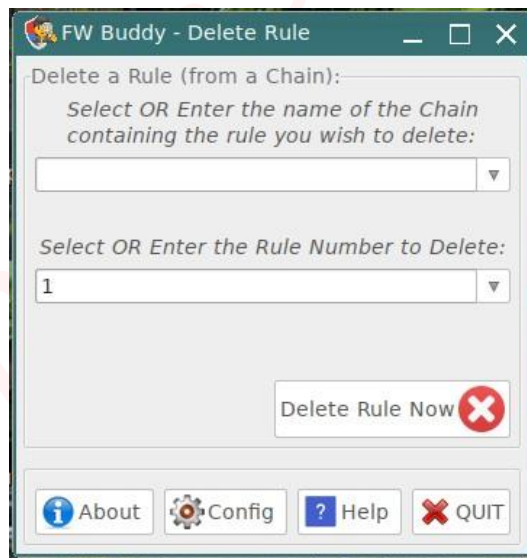 FW Buddy - Delete Rule
Delete a Rule (from a Chain):
Select OR Enter the name of the Chain
containing the rule you wish to delete:
Select OR Enter the Rule Number to Delete:
1
Delete Rule Now
About Config Help QUIT